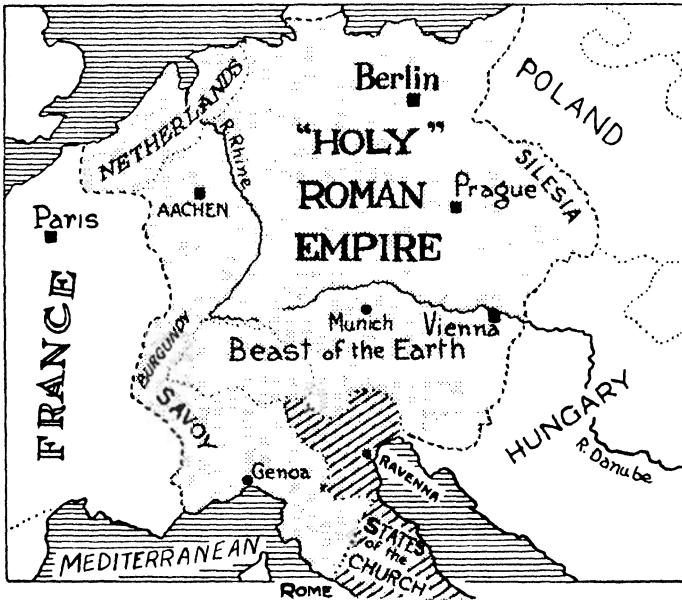 NETHERLANDS
Berlin
POLAND
R. Rhine
"HOLY"
ROMAN
EMPIRE
SILESIA
AACHEN
Prague
Paris
FRANCE
BURGUNDY
Munich
Vienna
Beast of the Earth
SAVOY
HUNGARY
R. Danube
Genoa
RAVENNA
STATES
of the
CHURCH
MEDITERRANEAN
ROME